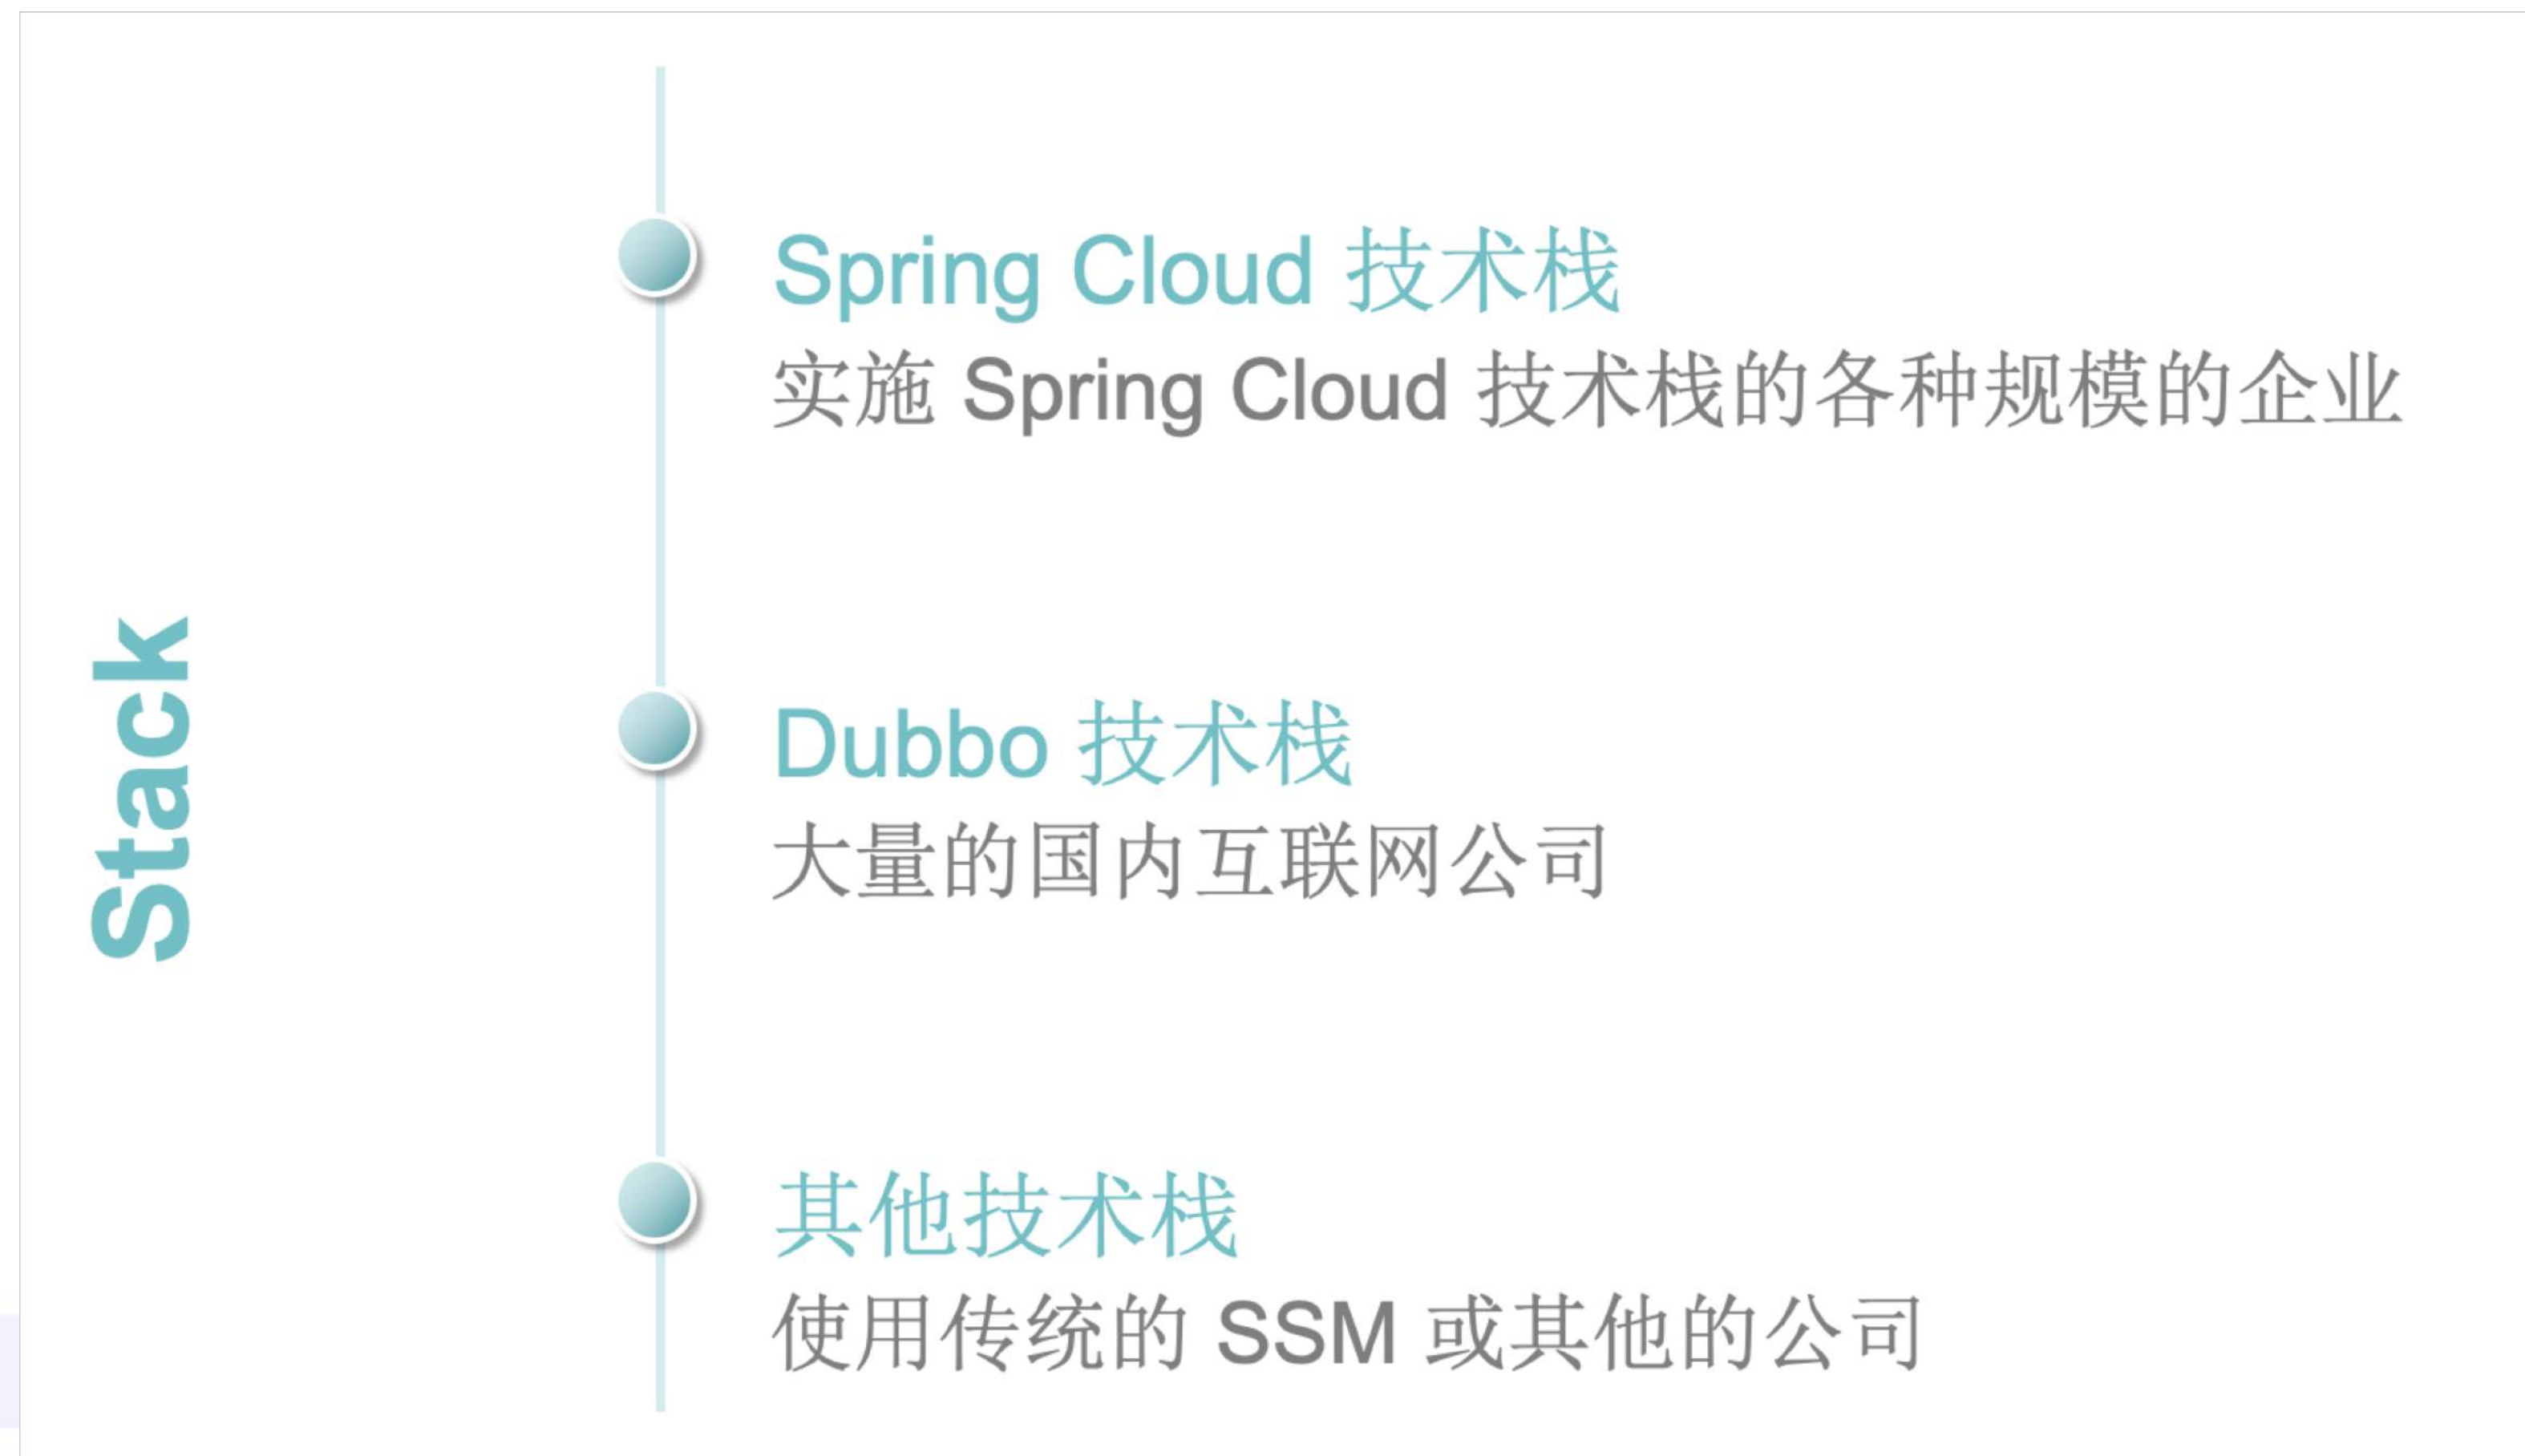 Stack
Spring Cloud 技术栈
实施 Spring Cloud 技术栈的各种规模的企业
Dubbo 技术栈
大量的国内互联网公司
其他技术栈
使用传统的 SSM 或其他的公司